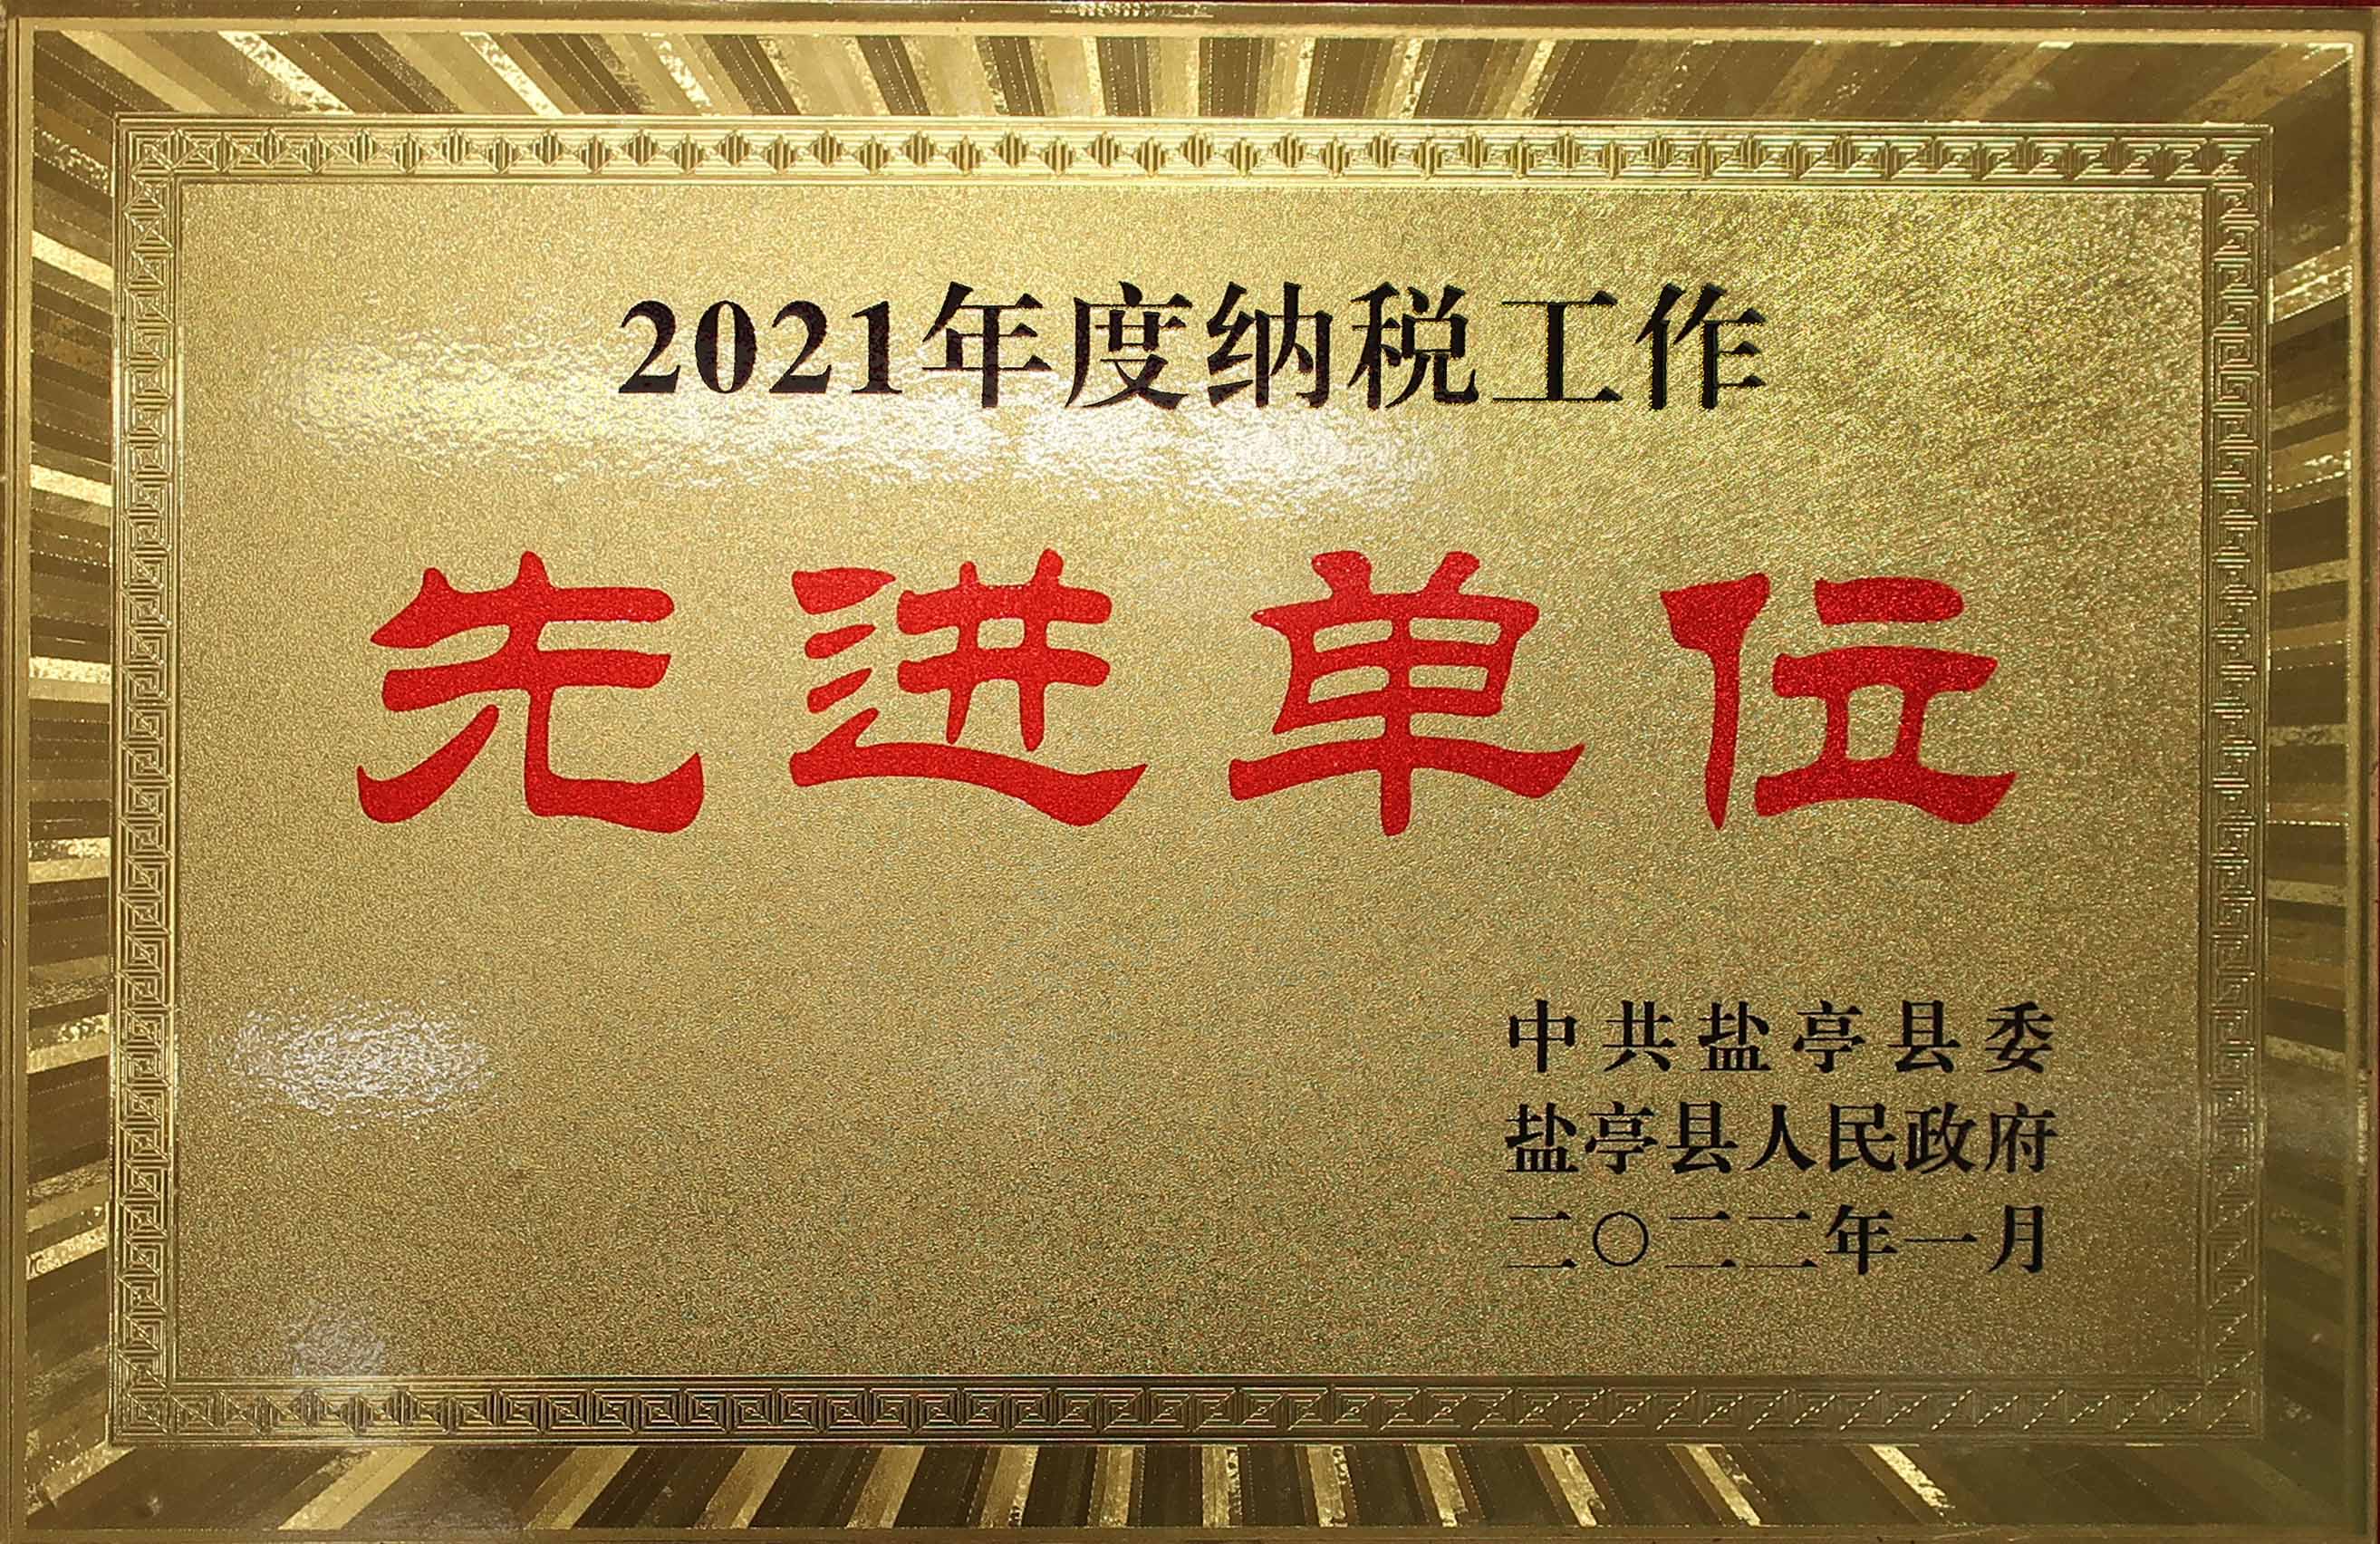 2021年度纳税工作
先进单位
中共盐亭县委
盐亭县人民政府
二〇二二年一月